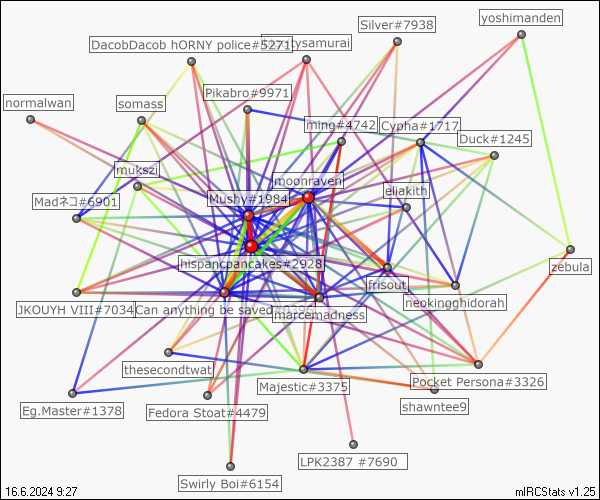 yoshimanden
Silver#7938
DacobDacob hORNY police#5271
tysamurai
Pikabro#9971
normalwan
somass
ming#4742
Cypha#1717
Duck#1245
mukszi
moonraven
eliakith
Madネコ#6901
Mushy#1984
hispancpancakes#2928
zebula
frisout
neokingghidorah
JKOUYH VIII#7034
Can anything be saved#0396
marcemadness
thesecondtwat
Majestic#3375
Pocket Persona#3326
shawntee9
Eg.Master#1378
Fedora Stoat#4479
LPK2387 #7690
Swirly Boi#6154
16.6.2024 9:27
mIRCStats v1.25